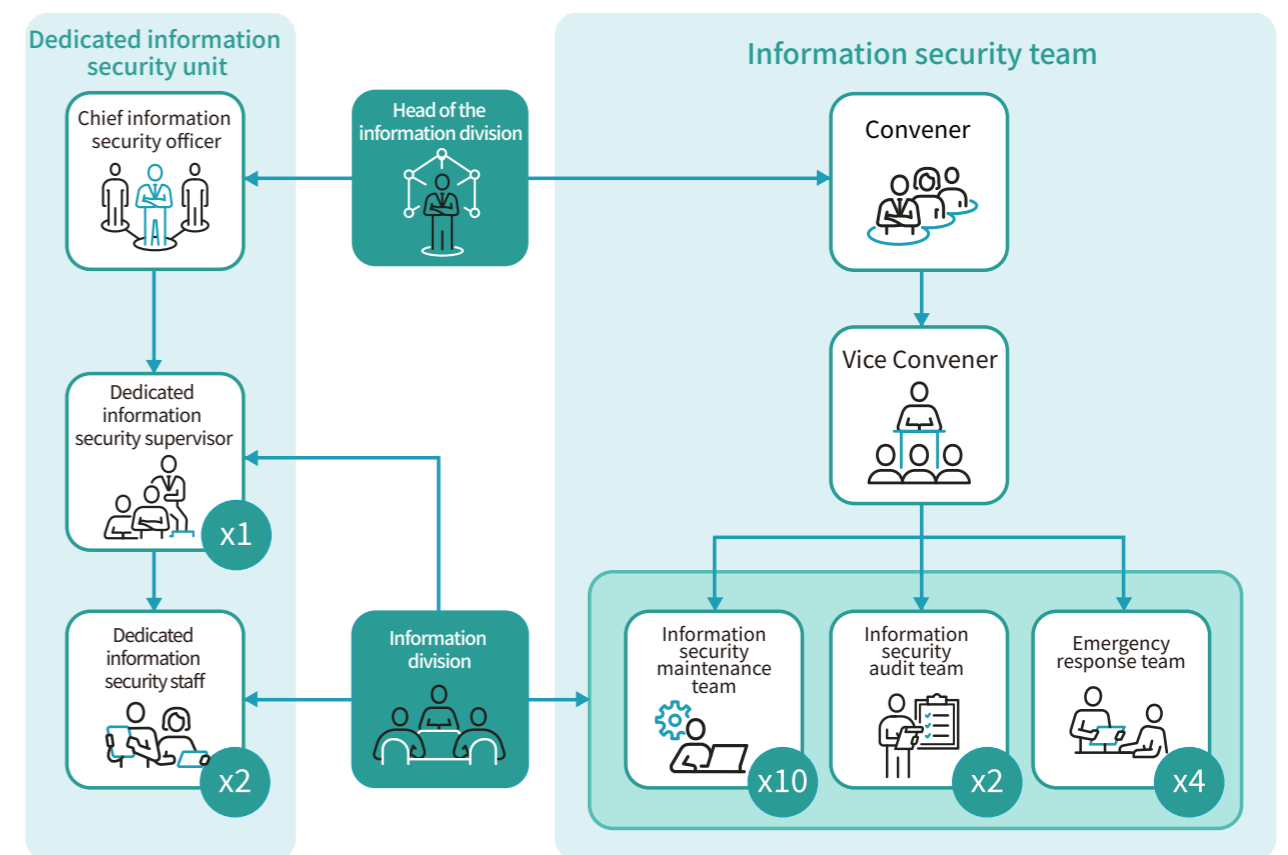 Dedicated information
security unit
Chief information
security officer
Head of the
information division
Information security team
Convener
Vice Convener
Dedicated
information
security supervisor
x1
Dedicated
information
security staff
x2
Information
division
Information
security
maintenance
team
x10
Information
security
audit team
x2
Emergency
response team
x4